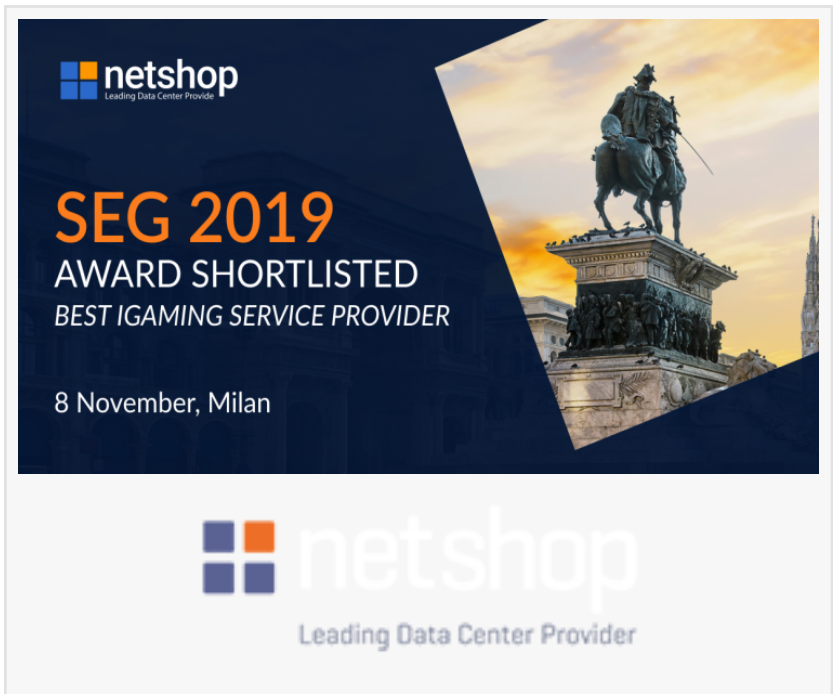 netshop
Leading Data Center Provide
SEG 2019
AWARD SHORTLISTED
BEST IGAMING SERVICE PROVIDER
8 November, Milan
netshop
Leading Data Center Provider